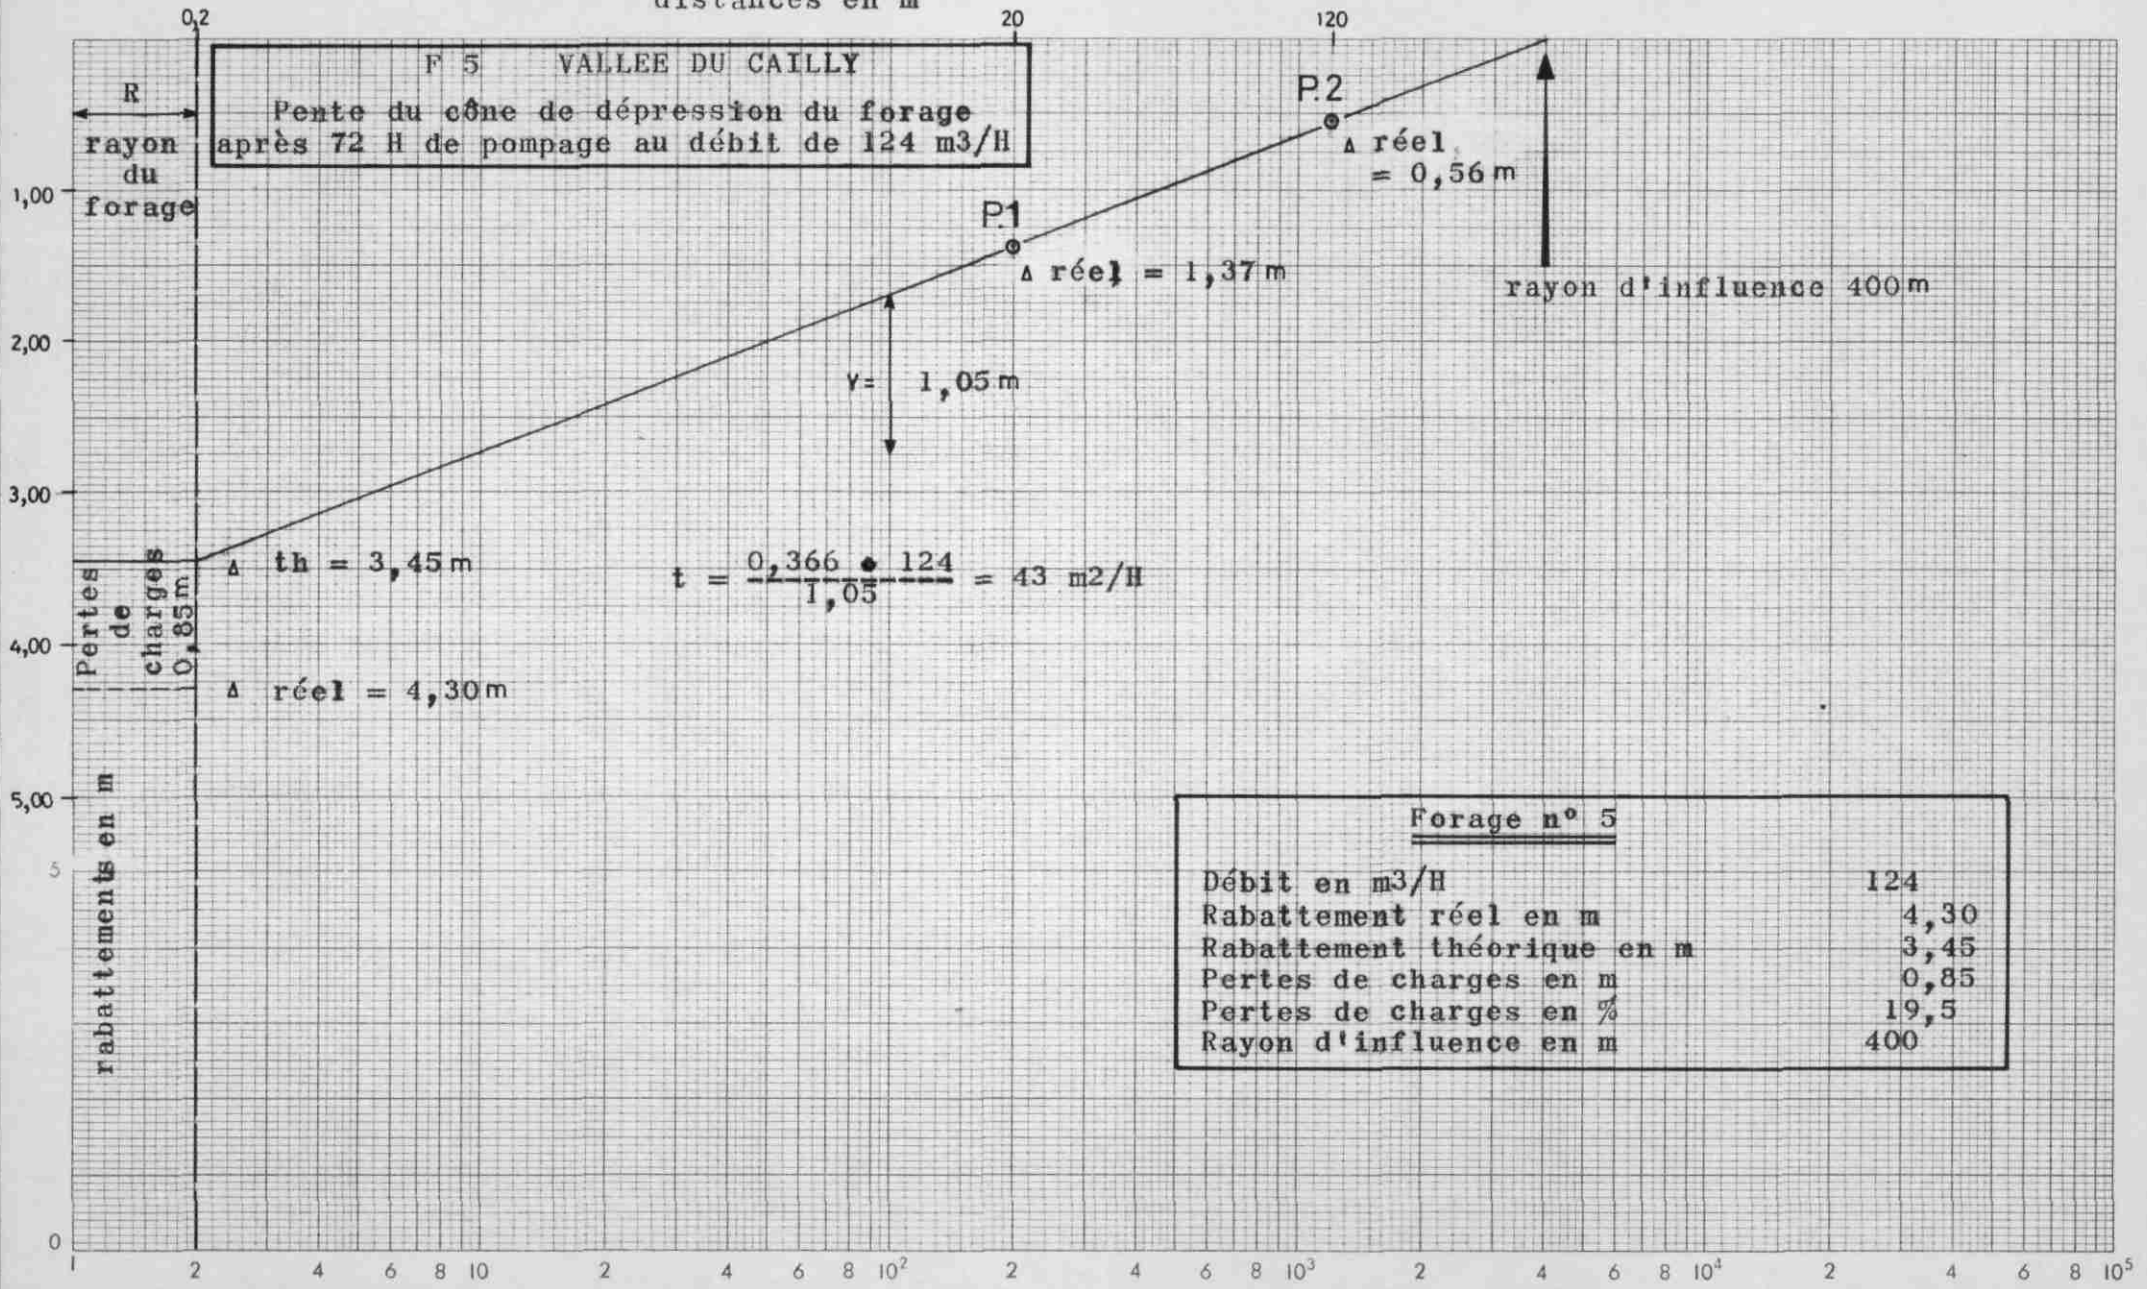 distances en m
0,2 20 120
F 5 VALLEE DU CAILLY
Pente du cône de dépression du forage
après 72 H de pompage au débit de 124 m3/H
R
rayon
du
forage
P.2
Δ réel
= 0,56 m
P.1
Δ réel = 1,37 m
rayon d'influence 400 m
1,00
2,00
3,00
4,00
5,00
5
0
γ = 1,05 m
Δ th = 3,45 m
t = 0,366 • 124 = 43 m2/H
1,05
Pertes
de
charges
0,85 m
Δ réel = 4,30 m
rabattements en m
Forage nº 5
Débit en m3/H 124
Rabattement réel en m 4,30
Rabattement théorique en m 3,45
Pertes de charges en m 0,85
Pertes de charges en % 19,5
Rayon d'influence en m 400
1 2 4 6 8 10 2 4 6 8 10² 2 4 6 8 10³ 2 4 6 8 10⁴ 2 4 6 8 10⁵